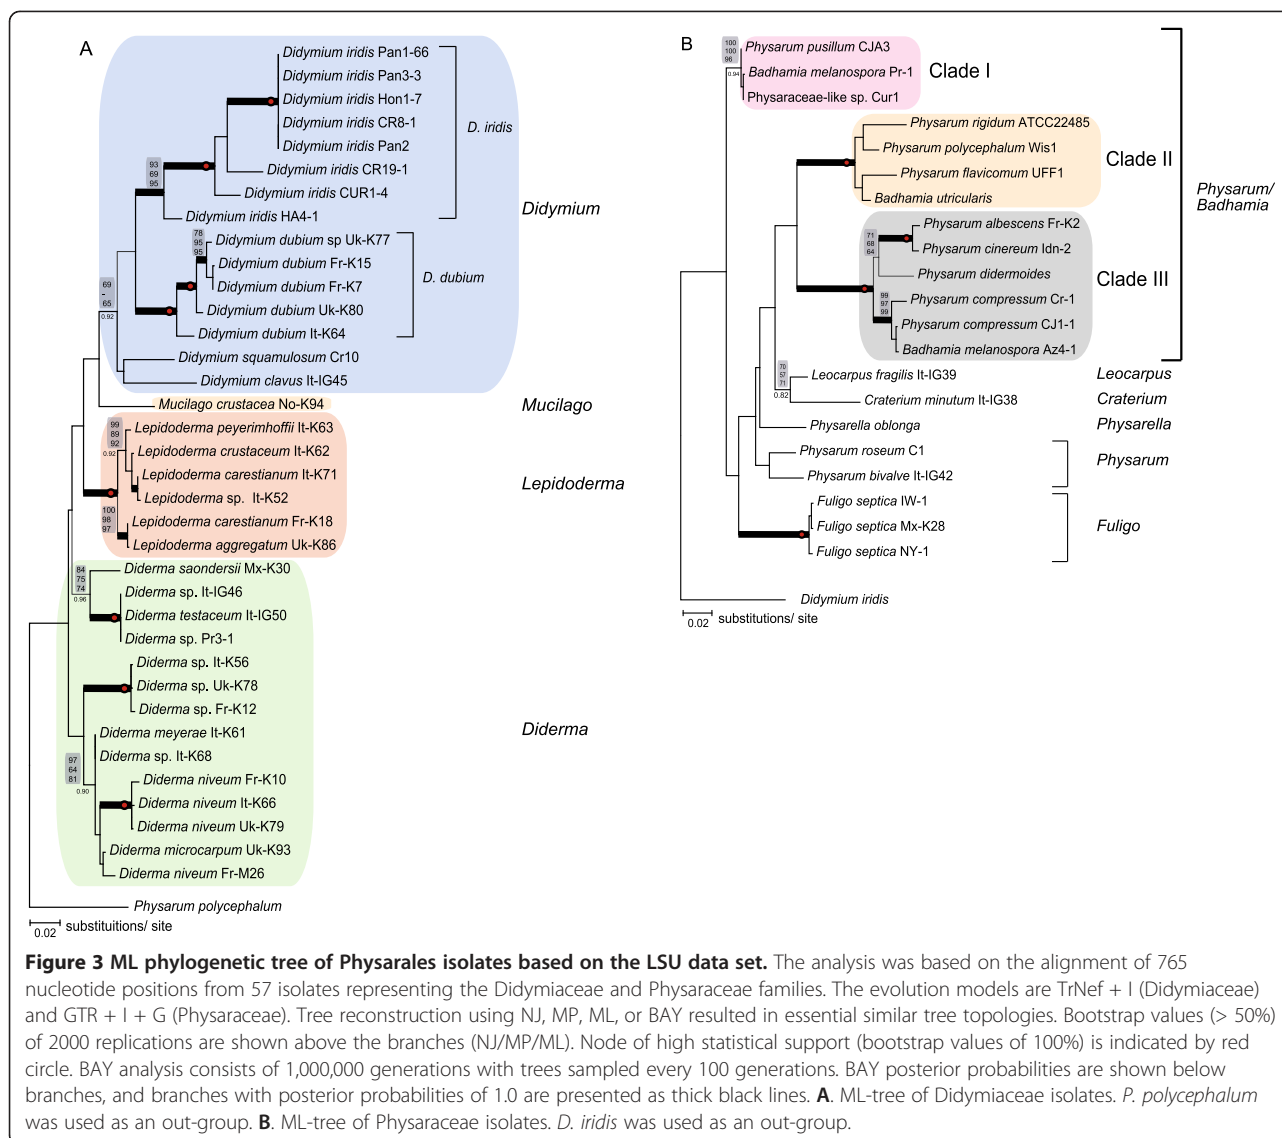 A
Didymium iridis Pan1-66
Didymium iridis Pan3-3
Didymium iridis Hon1-7
Didymium iridis CR8-1
Didymium iridis Pan2
Didymium iridis CR19-1
Didymium iridis CUR1-4
Didymium iridis HA4-1
D. iridis
93
69
95
Didymium dubium sp Uk-K77
Didymium dubium Fr-K15
Didymium dubium Fr-K7
Didymium dubium Uk-K80
Didymium dubium It-K64
D. dubium
78
95
95
Didymium squamulosum Cr10
Didymium clavus It-IG45
69
-
65
0.92
Didymium
Mucilago crustacea No-K94
Mucilago
Lepidoderma peyerimhoffii It-K63
Lepidoderma crustaceum It-K62
Lepidoderma carestianum It-K71
Lepidoderma sp. It-K52
Lepidoderma carestianum Fr-K18
Lepidoderma aggregatum Uk-K86
99
89
92
0.92
100
98
97
Lepidoderma
Diderma saondersii Mx-K30
Diderma sp. It-IG46
Diderma testaceum It-IG50
Diderma sp. Pr3-1
84
75
74
0.96
Diderma sp. It-K56
Diderma sp. Uk-K78
Diderma sp. Fr-K12
Diderma meyerae It-K61
Diderma sp. It-K68
Diderma niveum Fr-K10
Diderma niveum It-K66
Diderma niveum Uk-K79
Diderma microcarpum Uk-K93
Diderma niveum Fr-M26
97
64
81
0.90
Diderma
Physarum polycephalum
0.02
substituitions/ site
B
100
100
96
0.94
Physarum pusillum CJA3
Badhamia melanospora Pr-1
Physaraceae-like sp. Cur1
Clade I
Physarum rigidum ATCC22485
Physarum polycephalum Wis1
Physarum flavicomum UFF1
Badhamia utricularis
Clade II
Physarum albescens Fr-K2
Physarum cinereum Idn-2
Physarum didermoides
Physarum compressum Cr-1
Physarum compressum CJ1-1
Badhamia melanospora Az4-1
71
68
64
99
97
99
Clade III
Physarum/
Badhamia
70
57
71
0.82
Leocarpus fragilis It-IG39
Leocarpus
Craterium minutum It-IG38
Craterium
Physarella oblonga
Physarella
Physarum roseum C1
Physarum bivalve It-IG42
Physarum
Fuligo septica IW-1
Fuligo septica Mx-K28
Fuligo septica NY-1
Fuligo
Didymium iridis
0.02
substitutions/ site
Figure 3 ML phylogenetic tree of Physarales isolates based on the LSU data set. The analysis was based on the alignment of 765
nucleotide positions from 57 isolates representing the Didymiaceae and Physaraceae families. The evolution models are TrNef + I (Didymiaceae)
and GTR + I + G (Physaraceae). Tree reconstruction using NJ, MP, ML, or BAY resulted in essential similar tree topologies. Bootstrap values (> 50%)
of 2000 replications are shown above the branches (NJ/MP/ML). Node of high statistical support (bootstrap values of 100%) is indicated by red
circle. BAY analysis consists of 1,000,000 generations with trees sampled every 100 generations. BAY posterior probabilities are shown below
branches, and branches with posterior probabilities of 1.0 are presented as thick black lines. A. ML-tree of Didymiaceae isolates. P. polycephalum
was used as an out-group. B. ML-tree of Physaraceae isolates. D. iridis was used as an out-group.